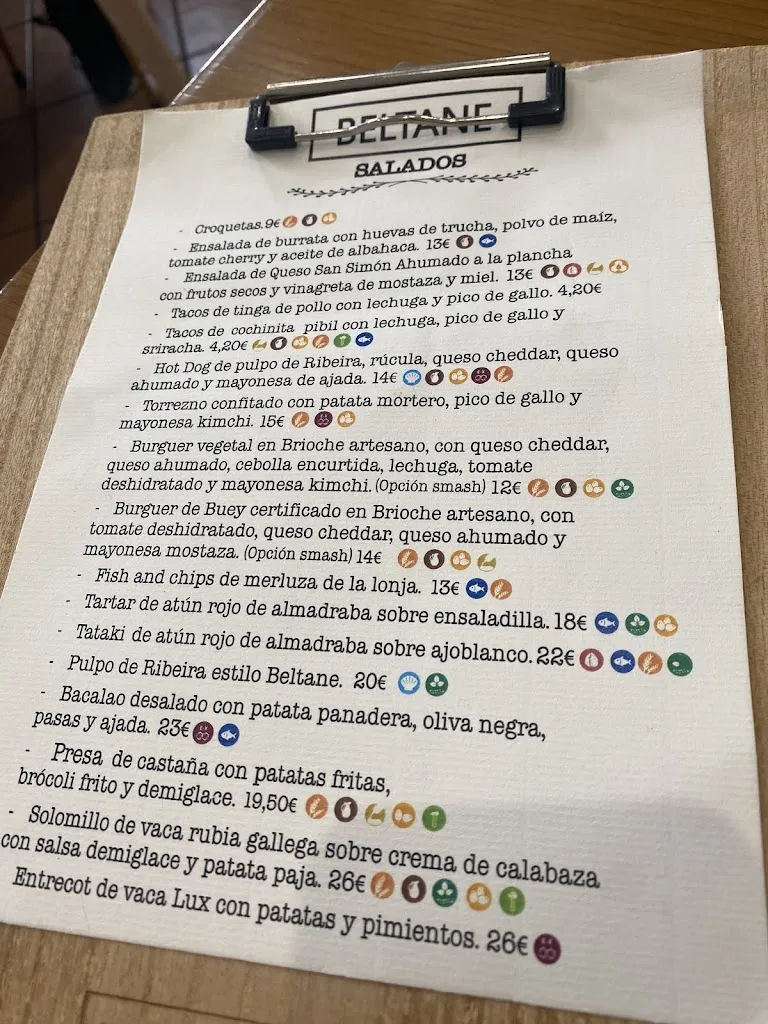 BELTANE
SALADOS
- Croquetas.9€
- Ensalada de burrata con huevas de trucha, polvo de maíz,
tomate cherry y aceite de albahaca. 13€
- Ensalada de Queso San Simón Ahumado a la plancha
con frutos secos y vinagreta de mostaza y miel. 13€
- Tacos de tinga de pollo con lechuga y pico de gallo. 4,20€
- Tacos de cochinita pibil con lechuga, pico de gallo y
sriracha. 4,20€
- Hot Dog de pulpo de Ribeira, rúcula, queso cheddar, queso
ahumado y mayonesa de ajada. 14€
- Torrezno confitado con patata mortero, pico de gallo y
mayonesa kimchi. 15€
- Burguer vegetal en Brioche artesano, con queso cheddar,
queso ahumado, cebolla encurtida, lechuga, tomate
deshidratado y mayonesa kimchi. (Opción smash) 12€
- Burguer de Buey certificado en Brioche artesano, con
tomate deshidratado, queso cheddar, queso ahumado y
mayonesa mostaza. (Opción smash) 14€
- Fish and chips de merluza de la lonja. 13€
- Tartar de atún rojo de almadraba sobre ensaladilla. 18€
- Tataki de atún rojo de almadraba sobre ajoblanco. 22€
- Pulpo de Ribeira estilo Beltane. 20€
- Bacalao desalado con patata panadera, oliva negra,
pasas y ajada. 23€
- Presa de castaña con patatas fritas,
brócoli frito y demiglace. 19,50€
- Solomillo de vaca rubia gallega sobre crema de calabaza
con salsa demiglace y patata paja. 26€
Entrecot de vaca Lux con patatas y pimientos. 26€